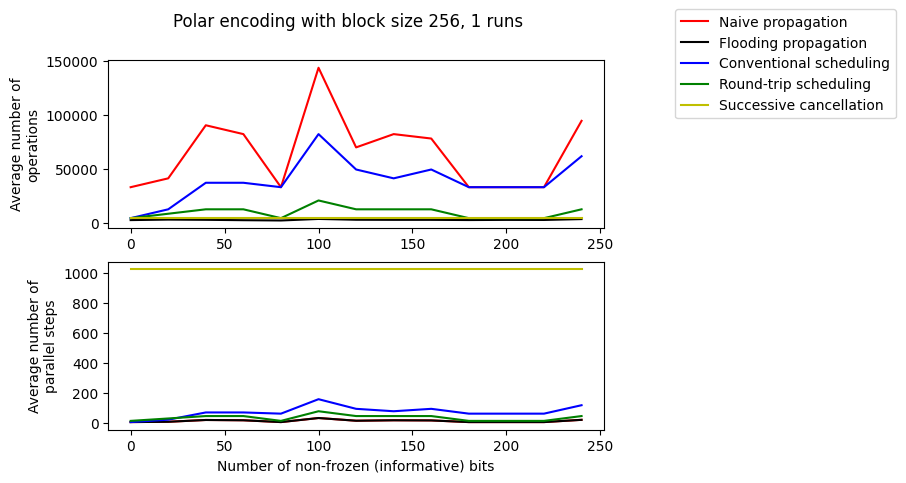 Polar encoding with block size 256, 1 runs
Naive propagation
Flooding propagation
Conventional scheduling
Round-trip scheduling
Successive cancellation
Average number of
operations
150000
100000
50000
0
0 50 100 150 200 250
Average number of
parallel steps
1000
800
600
400
200
0
0 50 100 150 200 250
Number of non-frozen (informative) bits